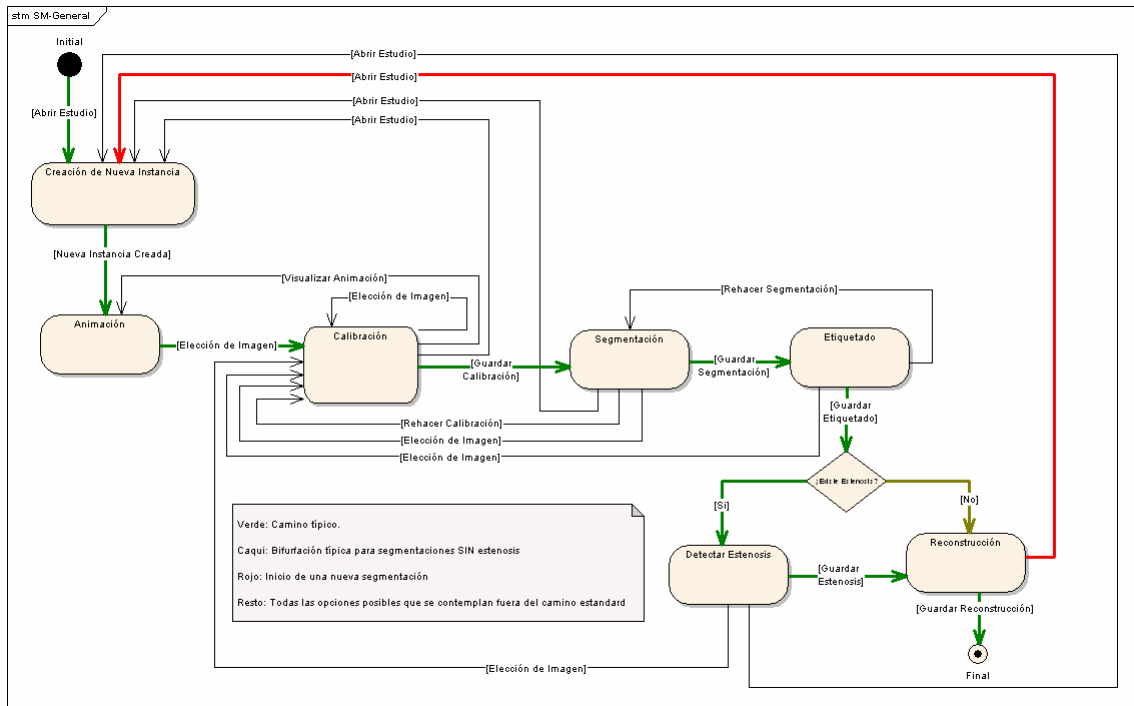 stm SM-General
Initial
[Abrir Estudio]
[Abrir Estudio]
[Abrir Estudio]
[Abrir Estudio]
[Abrir Estudio]
Creación de Nueva Instancia
[Nueva Instancia Creada]
[Visualizar Animación]
[Elección de Imagen]
[Rehacer Segmentación]
Animación
[Elección de Imagen]
Calibración
[Guardar
Calibración]
Segmentación
[Guardar
Segmentación]
Etiquetado
[Guardar
Etiquetado]
[Rehacer Calibración]
[Elección de Imagen]
[Elección de Imagen]
¿Existe Estenosis?
[Si]
[No]
Verde: Camino típico.
Caqui: Bifurfación típica para segmentaciones SIN estenosis
Rojo: Inicio de una nueva segmentación
Resto: Todas las opciones posibles que se contemplan fuera del camino estandard
Detectar Estenosis
[Guardar
Estenosis]
Reconstrucción
[Guardar Reconstrucción]
[Elección de Imagen]
Final